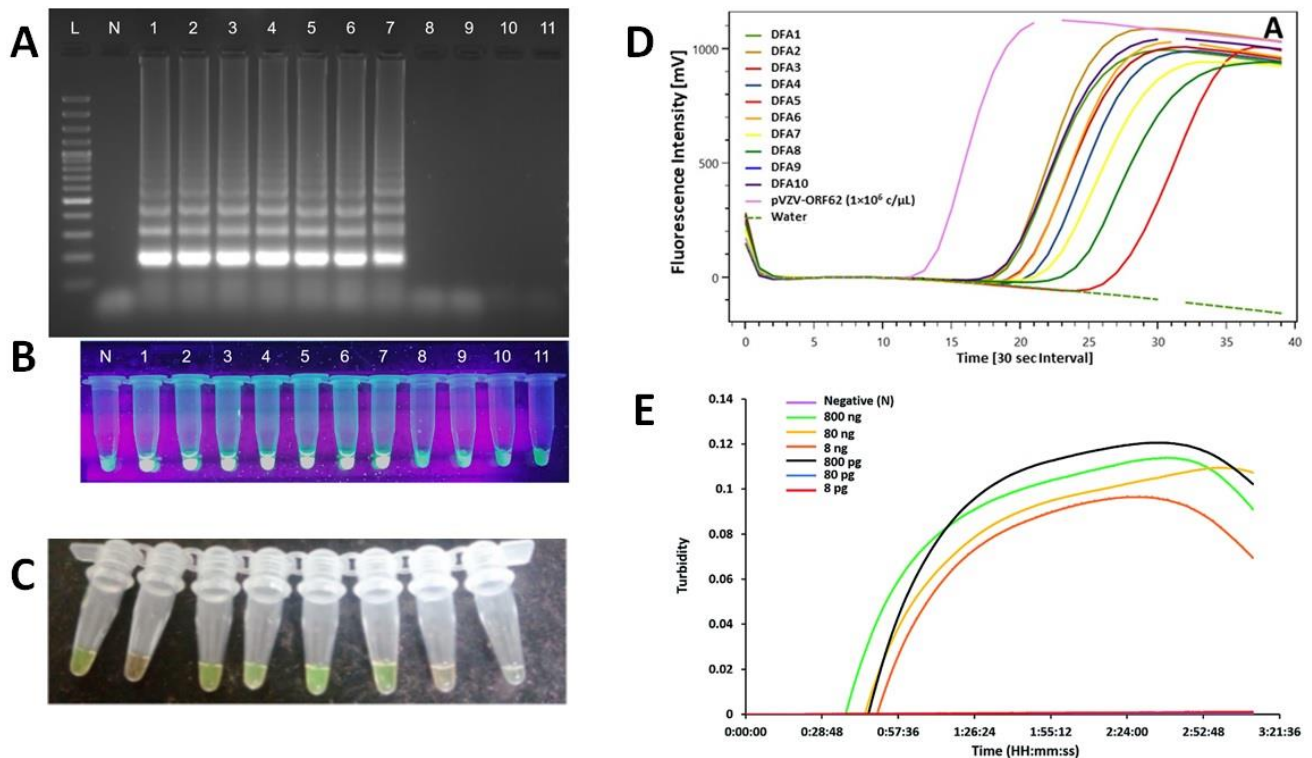 A
L N 1 2 3 4 5 6 7 8 9 10 11
B
N 1 2 3 4 5 6 7 8 9 10 11
C
D
A
Fluorescence Intensity [mV]
1000
500
0
DFA1
DFA2
DFA3
DFA4
DFA5
DFA6
DFA7
DFA8
DFA9
DFA10
pVZV-ORF62 (1×10⁶ c/µL)
Water
0 5 10 15 20 25 30 35 40
Time [30 sec Interval]
E
Turbidity
0.14
0.12
0.1
0.08
0.06
0.04
0.02
0
Negative (N)
800 ng
80 ng
8 ng
800 pg
80 pg
8 pg
0:00:00 0:28:48 0:57:36 1:26:24 1:55:12 2:24:00 2:52:48 3:21:36
Time (HH:mm:ss)